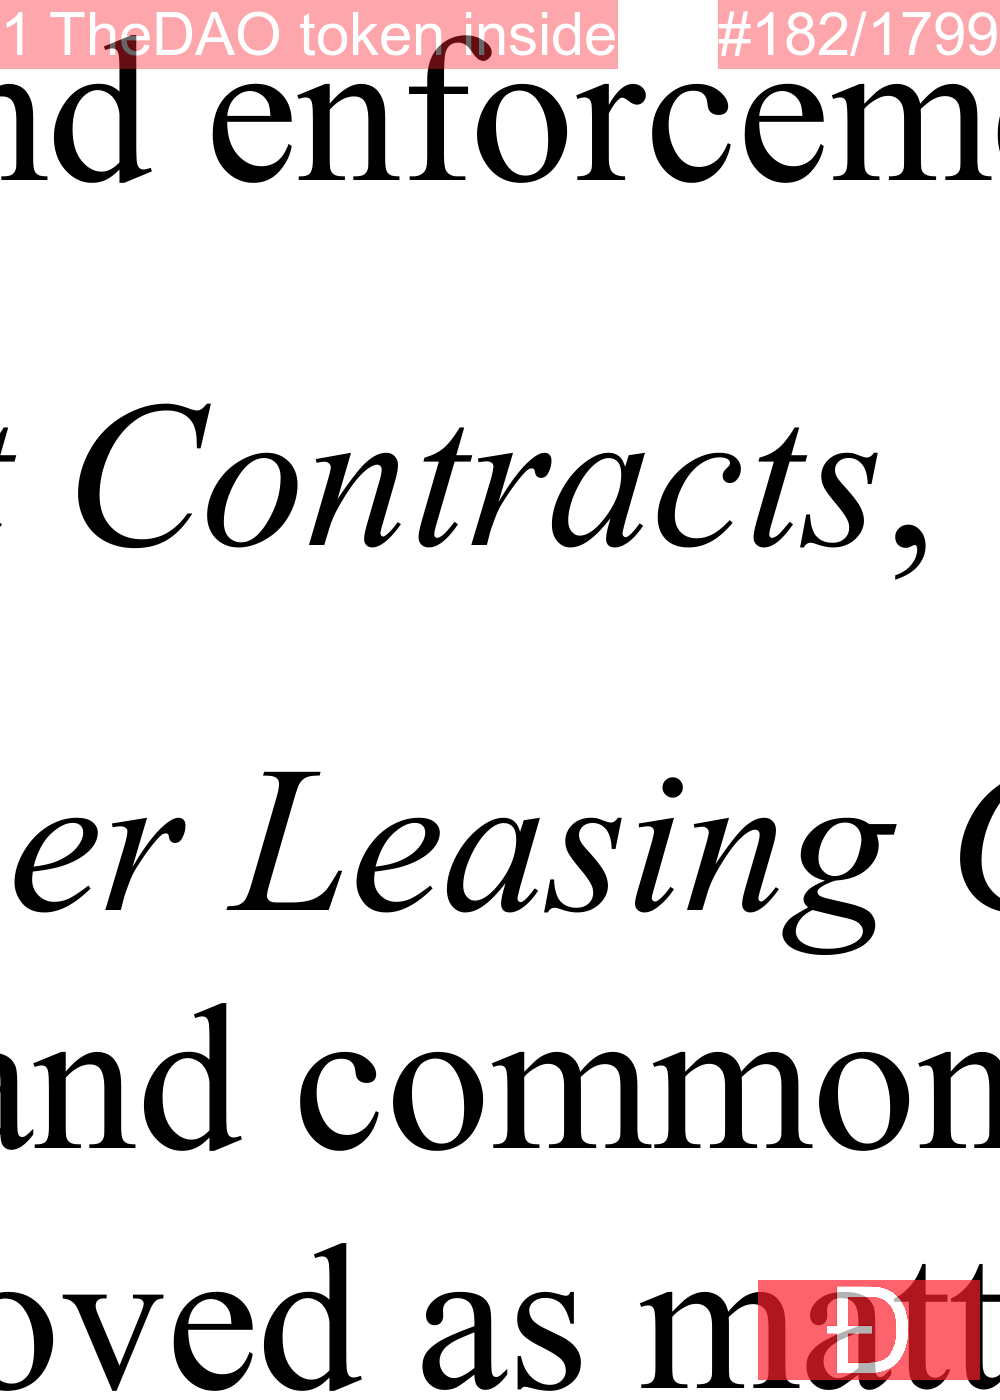 1 TheDAO token inside #182/1799
nd enforceme
t Contracts,
er Leasing C
and common
oved as matt
Đ